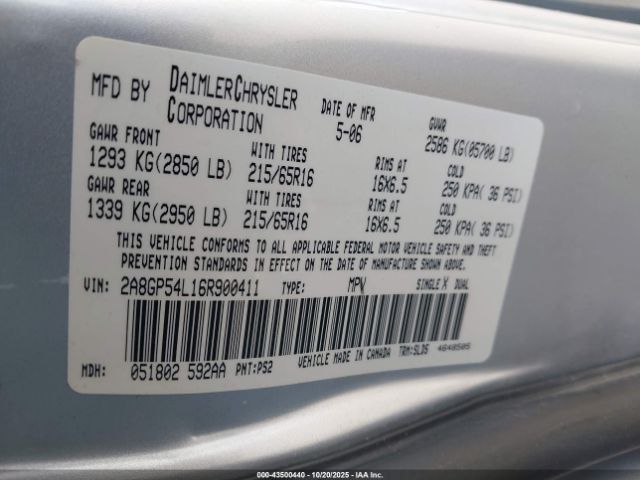 MFD BY DAIMLERCHRYSLER CORPORATION DATE OF MFR 5-06 GVWR 2586 KG(05700 LB)
GAWR FRONT WITH TIRES RIMS AT COLD
1293 KG(2850 LB) 215/65R16 16X6.5 250 KPA( 36 PSI)
GAWR REAR WITH TIRES RIMS AT COLD
1339 KG(2950 LB) 215/65R16 16X6.5 250 KPA( 36 PSI)
THIS VEHICLE CONFORMS TO ALL APPLICABLE FEDERAL MOTOR VEHICLE SAFETY AND THEFT
PREVENTION STANDARDS IN EFFECT ON THE DATE OF MANUFACTURE SHOWN ABOVE.
VIN: 2A8GP54L16R900411 TYPE: MPV SINGLE X DUAL
MDH: 051802 592AA PNT:PS2 VEHICLE MADE IN CANADA TRM:SLD5 4648505
000-43500440 • 10/20/2025 • IAA, Inc.